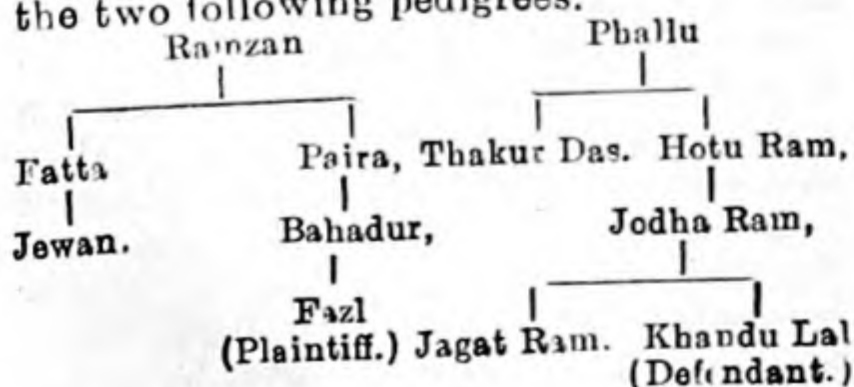 the two following pedigrees.
Ramzan Phallu
Fatta Paira, Thakur Das. Hotu Ram,
Jewan. Bahadur, Jodha Ram,
Fazl
(Plaintiff.) Jagat Ram. Khandu Lal
(Defendant.)